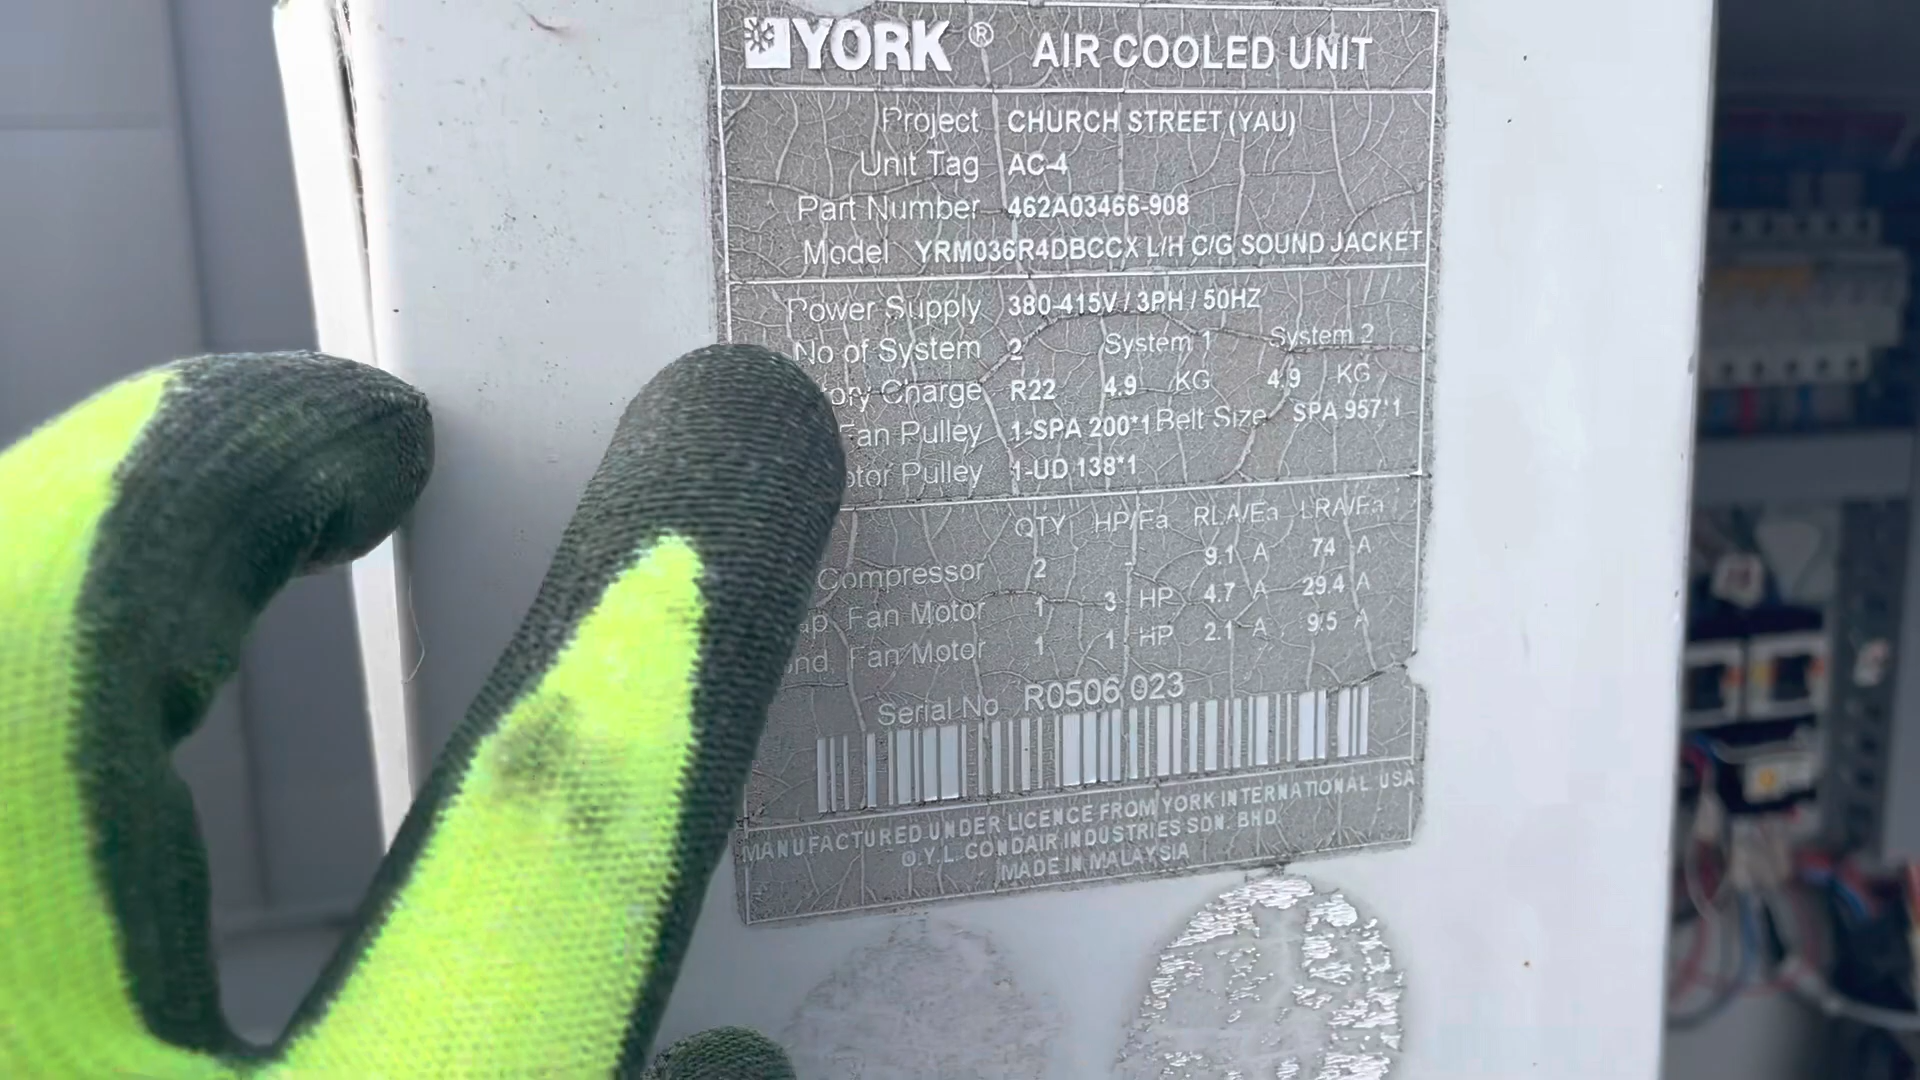 YORK ® AIR COOLED UNIT
Project CHURCH STREET (YAU)
Unit Tag AC-4
Part Number 462A03466-908
Model YRM036R4DBCCX L/H C/G SOUND JACKET
Power Supply 380-415V / 3PH / 50HZ
No of System 2 System 1 System 2
ory Charge R22 4.9 KG 4.9 KG
Fan Pulley 1-SPA 200*1 Belt Size SPA 957*1
otor Pulley 1-UD 138*1
QTY HP/Ea RLA/Ea LRA/Ea
Compressor 2 - 9.1 A 74 A
up. Fan Motor 1 3 HP 4.7 A 29.4 A
ond Fan Motor 1 1 HP 2.1 A 9.5 A
Serial No R0506 023
MANUFACTURED UNDER LICENCE FROM YORK INTERNATIONAL USA
O.Y.L. CONDAIR INDUSTRIES SDN. BHD.
MADE IN MALAYSIA